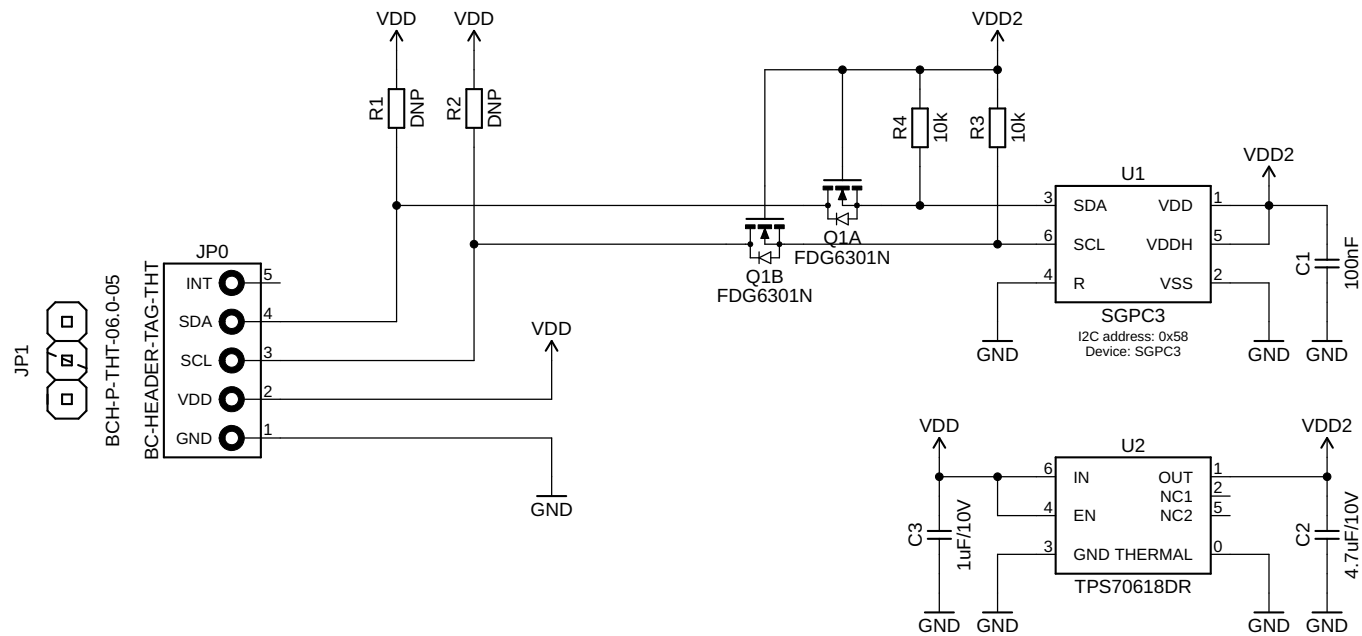 VDD
VDD
VDD2
R1
DNP
R2
DNP
R4
10k
R3
10k
VDD2
U1
3 SDA VDD 1
6 SCL VDDH 5
4 R VSS 2
SGPC3
I2C address: 0x58
Device: SGPC3
C1
100nF
GND
GND
GND
Q1A
FDG6301N
Q1B
FDG6301N
JP0
INT 5
SDA 4
SCL 3
VDD 2
GND 1
BC-HEADER-TAG-THT
BCH-P-THT-06.0-05
JP1
VDD
GND
VDD
VDD2
U2
6 IN OUT 1
NC1 2
4 EN NC2 5
3 GND THERMAL 0
TPS70618DR
C3
1uF/10V
C2
4.7uF/10V
GND
GND
GND
GND